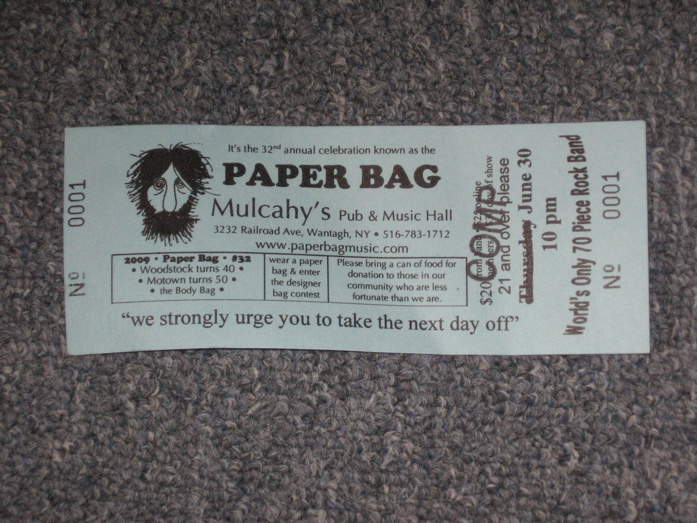 Nº 0001
It's the 32nd annual celebration known as the
PAPER BAG
Mulcahy's Pub & Music Hall
3232 Railroad Ave, Wantagh, NY • 516-783-1712
www.paperbagmusic.com
2009 • Paper Bag • #32
• Woodstock turns 40 •
• Motown turns 50 •
• the Body Bag •
wear a paper
bag & enter
the designer
bag contest
Please bring a can of food for
donation to those in our
community who are less
fortunate than we are.
"we strongly urge you to take the next day off"
COMP
of show
21 and over please
Thursday June 30
10 pm
World's Only 70 Piece Rock Band
Nº 0001